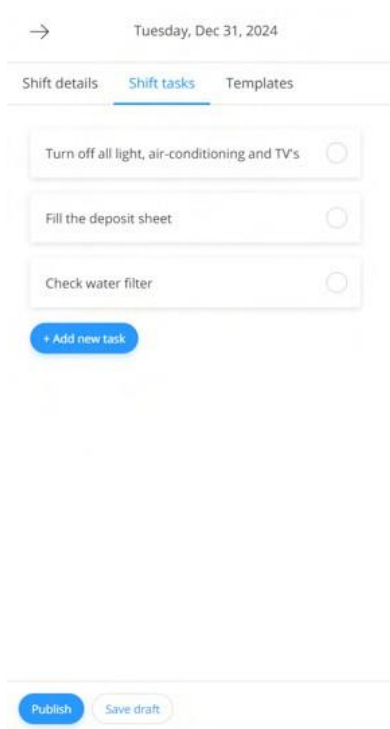 Tuesday, Dec 31, 2024
Shift details Shift tasks Templates
Turn off all light, air-conditioning and TV's
Fill the deposit sheet
Check water filter
+ Add new task
Publish Save draft